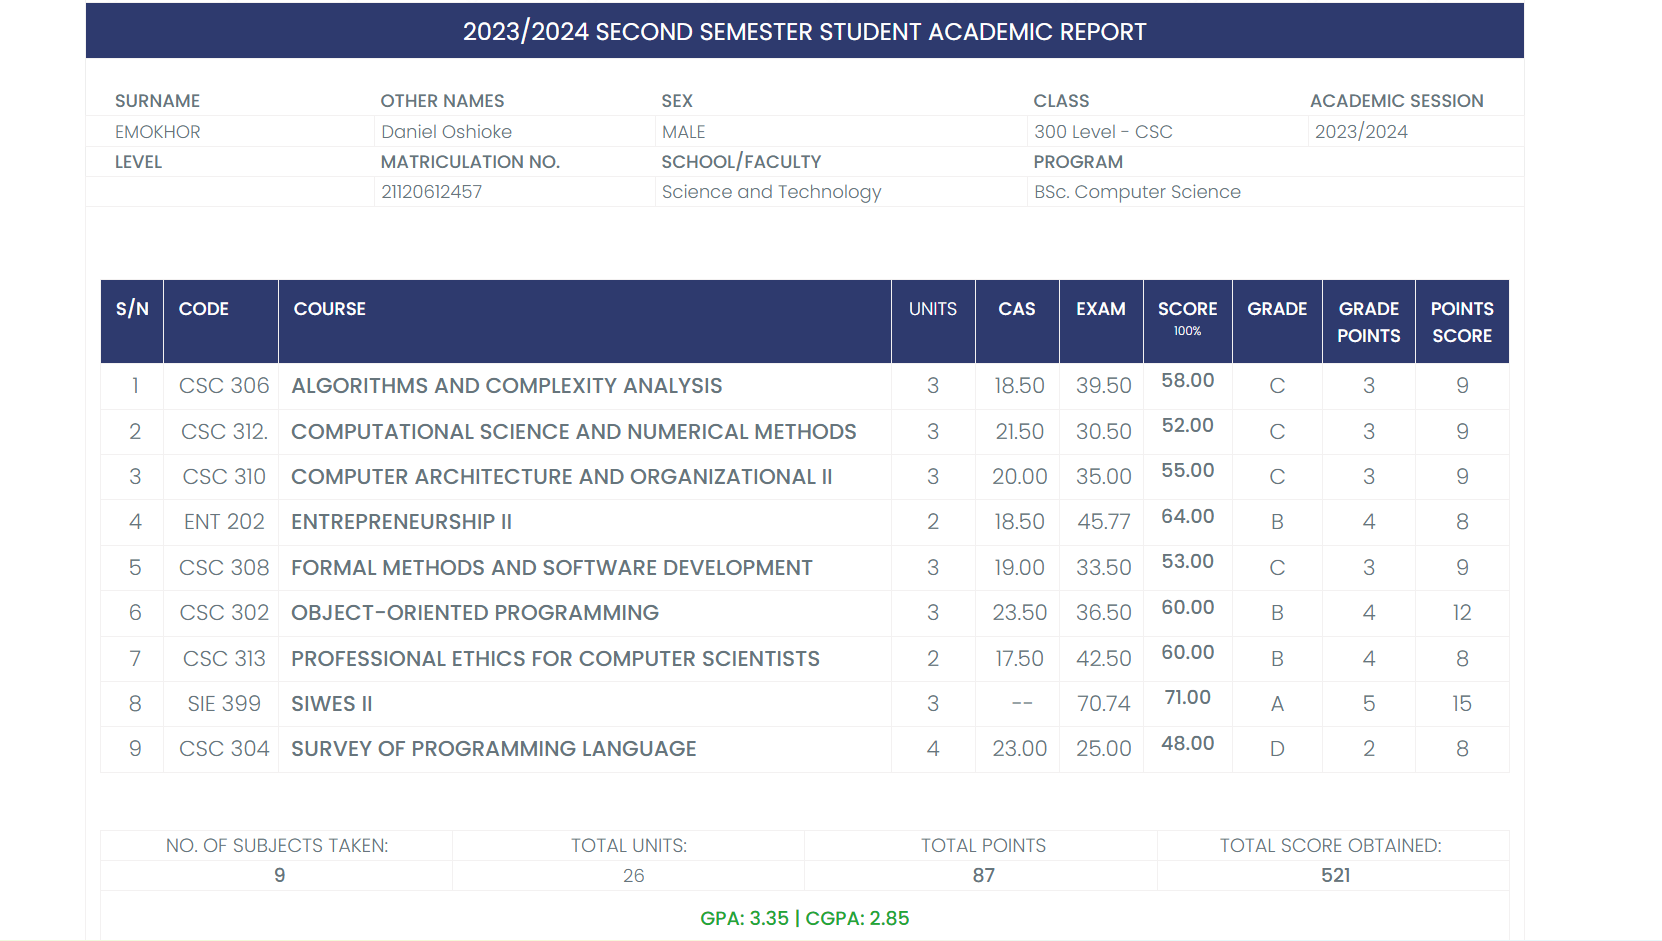 2023/2024 SECOND SEMESTER STUDENT ACADEMIC REPORT
SURNAME OTHER NAMES SEX CLASS ACADEMIC SESSION
EMOKHOR Daniel Oshioke MALE 300 Level - CSC 2023/2024
LEVEL MATRICULATION NO. SCHOOL/FACULTY PROGRAM
21120612457 Science and Technology BSc. Computer Science
S/N CODE COURSE UNITS CAS EXAM SCORE 100% GRADE GRADE POINTS POINTS SCORE
1 CSC 306 ALGORITHMS AND COMPLEXITY ANALYSIS 3 18.50 39.50 58.00 C 3 9
2 CSC 312. COMPUTATIONAL SCIENCE AND NUMERICAL METHODS 3 21.50 30.50 52.00 C 3 9
3 CSC 310 COMPUTER ARCHITECTURE AND ORGANIZATIONAL II 3 20.00 35.00 55.00 C 3 9
4 ENT 202 ENTREPRENEURSHIP II 2 18.50 45.77 64.00 B 4 8
5 CSC 308 FORMAL METHODS AND SOFTWARE DEVELOPMENT 3 19.00 33.50 53.00 C 3 9
6 CSC 302 OBJECT-ORIENTED PROGRAMMING 3 23.50 36.50 60.00 B 4 12
7 CSC 313 PROFESSIONAL ETHICS FOR COMPUTER SCIENTISTS 2 17.50 42.50 60.00 B 4 8
8 SIE 399 SIWES II 3 -- 70.74 71.00 A 5 15
9 CSC 304 SURVEY OF PROGRAMMING LANGUAGE 4 23.00 25.00 48.00 D 2 8
NO. OF SUBJECTS TAKEN: TOTAL UNITS: TOTAL POINTS TOTAL SCORE OBTAINED:
9 26 87 521
GPA: 3.35 | CGPA: 2.85